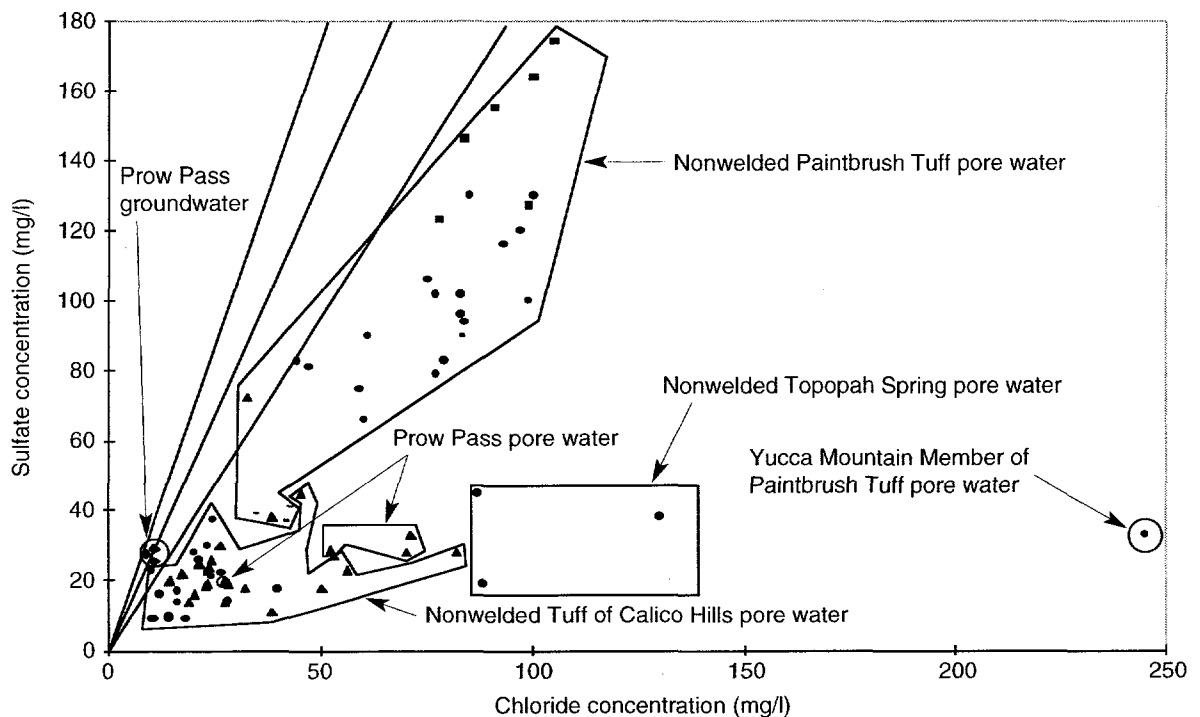 Sulfate concentration (mg/l)
180
160
140
120
100
80
60
40
20
0
Prow Pass
groundwater
Nonwelded Paintbrush Tuff pore water
Nonwelded Topopah Spring pore water
Prow Pass pore water
Yucca Mountain Member of
Paintbrush Tuff pore water
Nonwelded Tuff of Calico Hills pore water
0
50
100
150
200
250
Chloride concentration (mg/l)